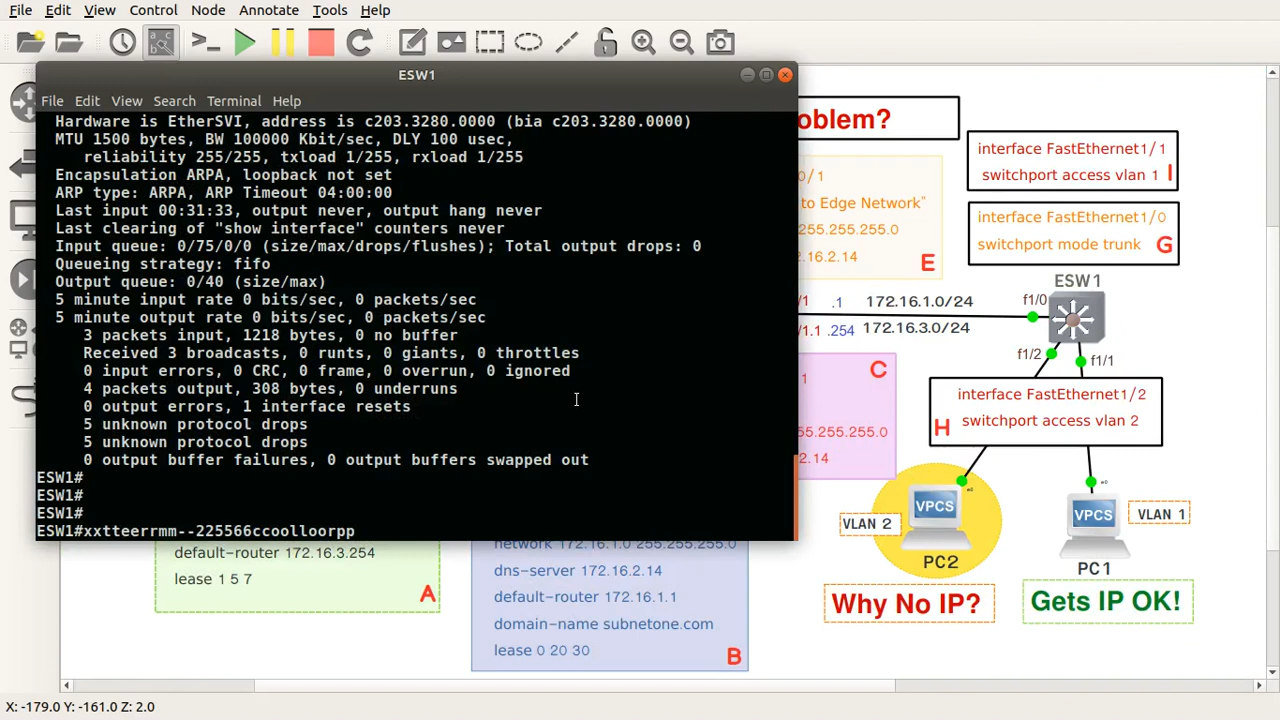 File Edit View Control Node Annotate Tools Help
ESW1
File Edit View Search Terminal Help
Hardware is EtherSVI, address is c203.3280.0000 (bia c203.3280.0000)
MTU 1500 bytes, BW 100000 Kbit/sec, DLY 100 usec,
reliability 255/255, txload 1/255, rxload 1/255
Encapsulation ARPA, loopback not set
ARP type: ARPA, ARP Timeout 04:00:00
Last input 00:31:33, output never, output hang never
Last clearing of "show interface" counters never
Input queue: 0/75/0/0 (size/max/drops/flushes); Total output drops: 0
Queueing strategy: fifo
Output queue: 0/40 (size/max)
5 minute input rate 0 bits/sec, 0 packets/sec
5 minute output rate 0 bits/sec, 0 packets/sec
3 packets input, 1218 bytes, 0 no buffer
Received 3 broadcasts, 0 runts, 0 giants, 0 throttles
0 input errors, 0 CRC, 0 frame, 0 overrun, 0 ignored
4 packets output, 308 bytes, 0 underruns
0 output errors, 1 interface resets
5 unknown protocol drops
5 unknown protocol drops
0 output buffer failures, 0 output buffers swapped out
ESW1#
ESW1#
ESW1#
ESW1#xxtteerrmm--225566ccoolloorrpp
oblem?
0/1
to Edge Network"
255.255.0
.16.2.14
E
interface FastEthernet1/1
switchport access vlan 1
I
interface FastEthernet1/0
switchport mode trunk
G
ESW1
/1 .1 172.16.1.0/24 f1/0
/1.1 .254 172.16.3.0/24
f1/2 f1/1
C
1
55.255.255.0
2.14
interface FastEthernet1/2
switchport access vlan 2
H
e0
e0
VPCS
VLAN 2
PC2
VPCS
VLAN 1
PC1
Why No IP?
Gets IP OK!
default-router 172.16.3.254
lease 1 5 7
A
network 172.16.1.0 255.255.255.0
dns-server 172.16.2.14
default-router 172.16.1.1
domain-name subnetone.com
lease 0 20 30
B
X: -179.0 Y: -161.0 Z: 2.0